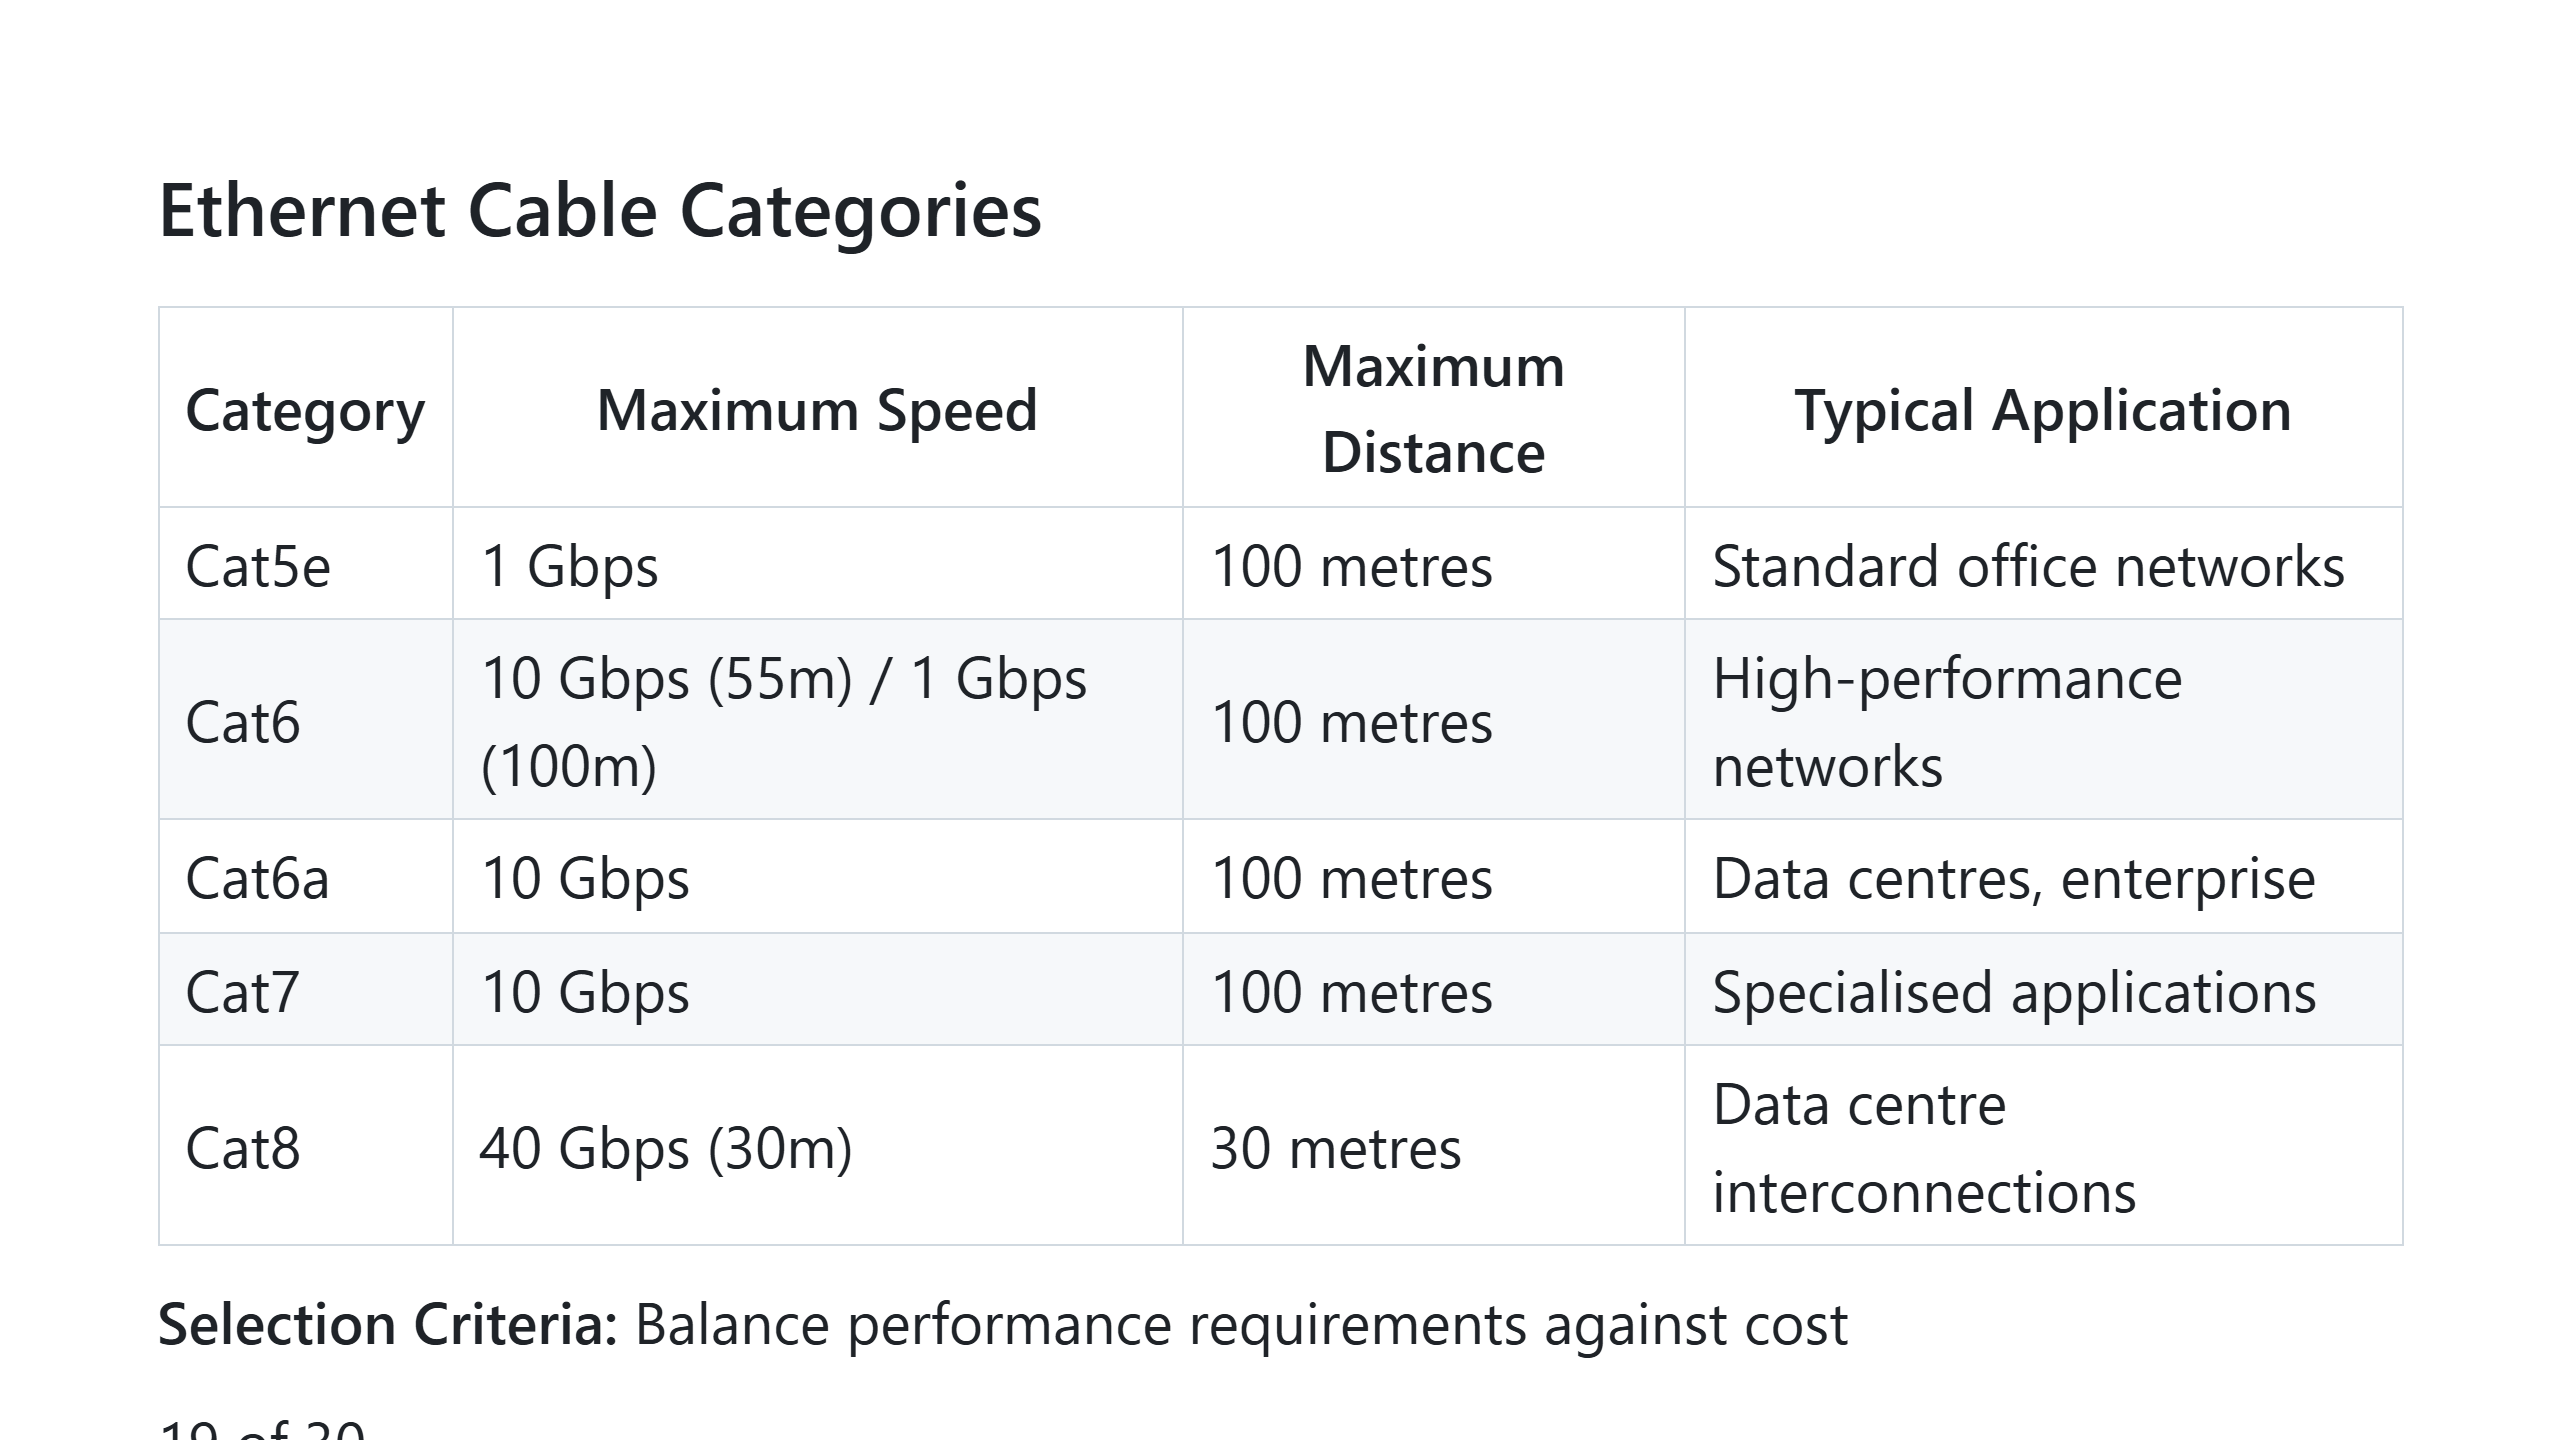 Ethernet Cable Categories
Category
Maximum Speed
Maximum
Distance
Typical Application
Cat5e
1 Gbps
100 metres
Standard office networks
Cat6
10 Gbps (55m) / 1 Gbps
(100m)
100 metres
High-performance
networks
Cat6a
10 Gbps
100 metres
Data centres, enterprise
Cat7
10 Gbps
100 metres
Specialised applications
Cat8
40 Gbps (30m)
30 metres
Data centre
interconnections
Selection Criteria: Balance performance requirements against cost
19 of 30